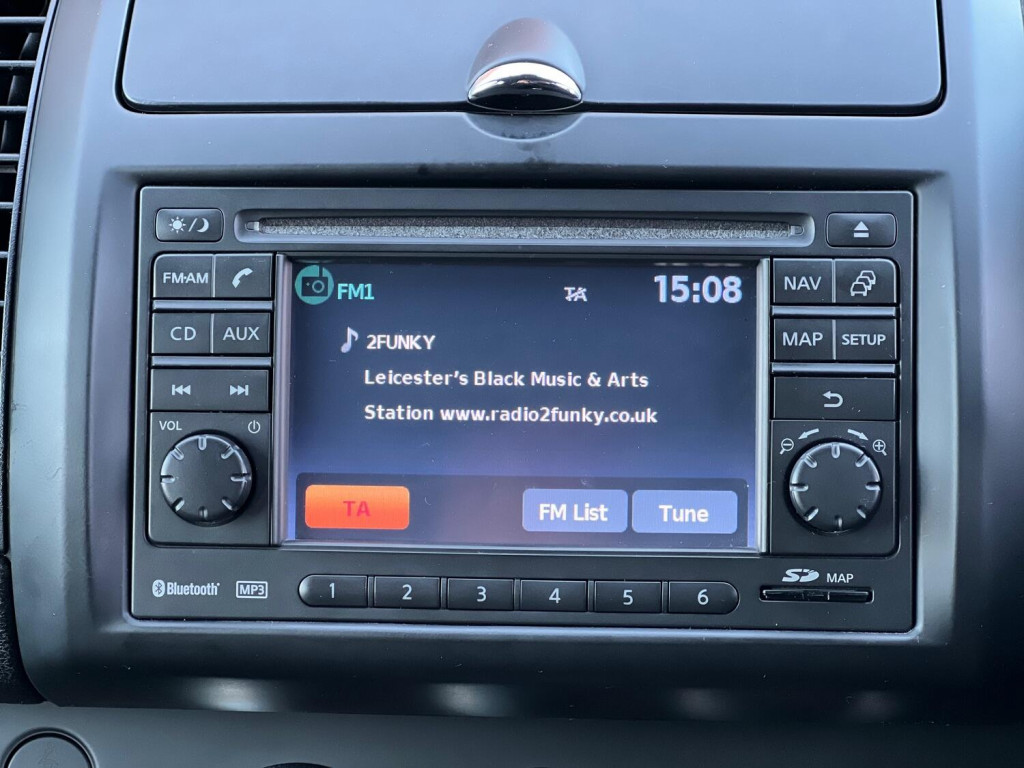 FM·AM
CD AUX
VOL
FM1 TA 15:08
2FUNKY
Leicester's Black Music & Arts
Station www.radio2funky.co.uk
TA FM List Tune
NAV
MAP SETUP
Bluetooth® MP3
1 2 3 4 5 6
SD MAP